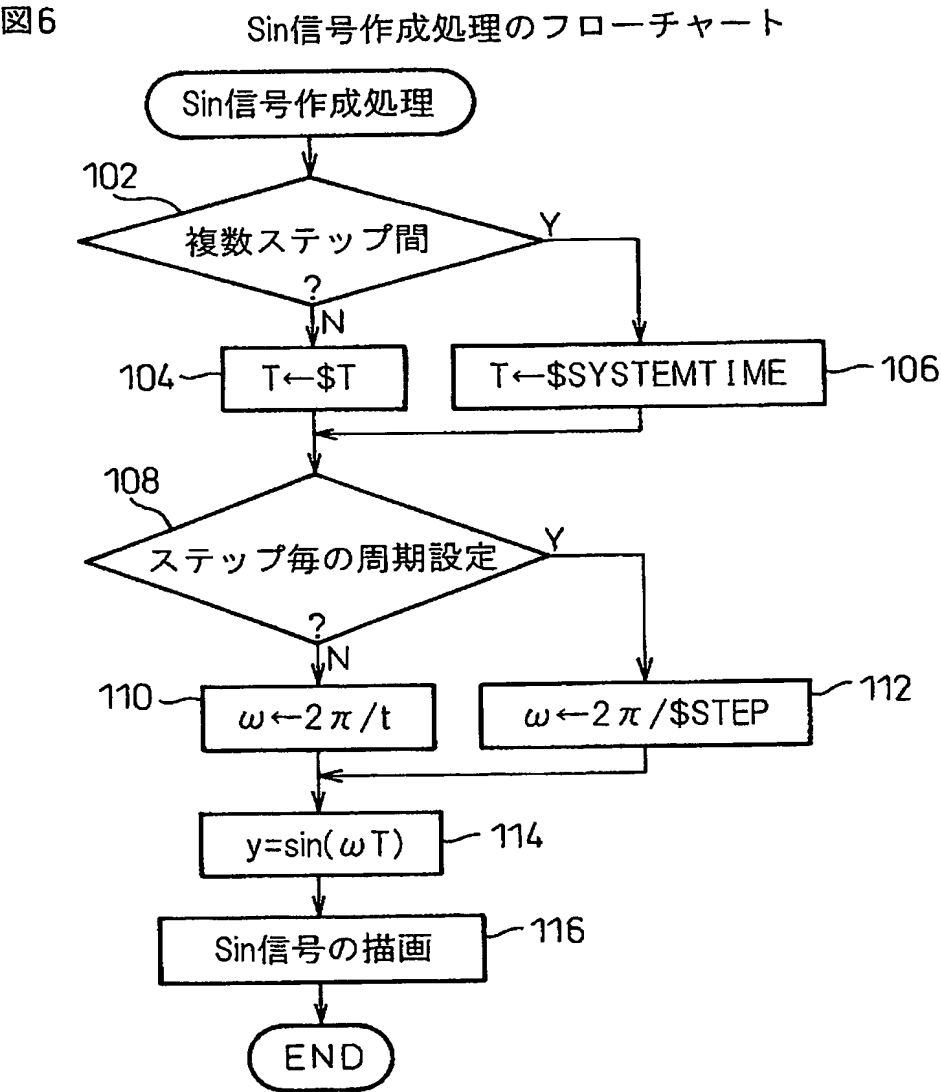 図6
Sin信号作成処理のフローチャート
Sin信号作成処理
102
複数ステップ間
?
Y
N
104
T←$T
T←$SYSTEMTIME
106
108
ステップ毎の周期設定
?
Y
N
110
ω←2π/t
ω←2π/$STEP
112
y=sin(ωT)
114
Sin信号の描画
116
END